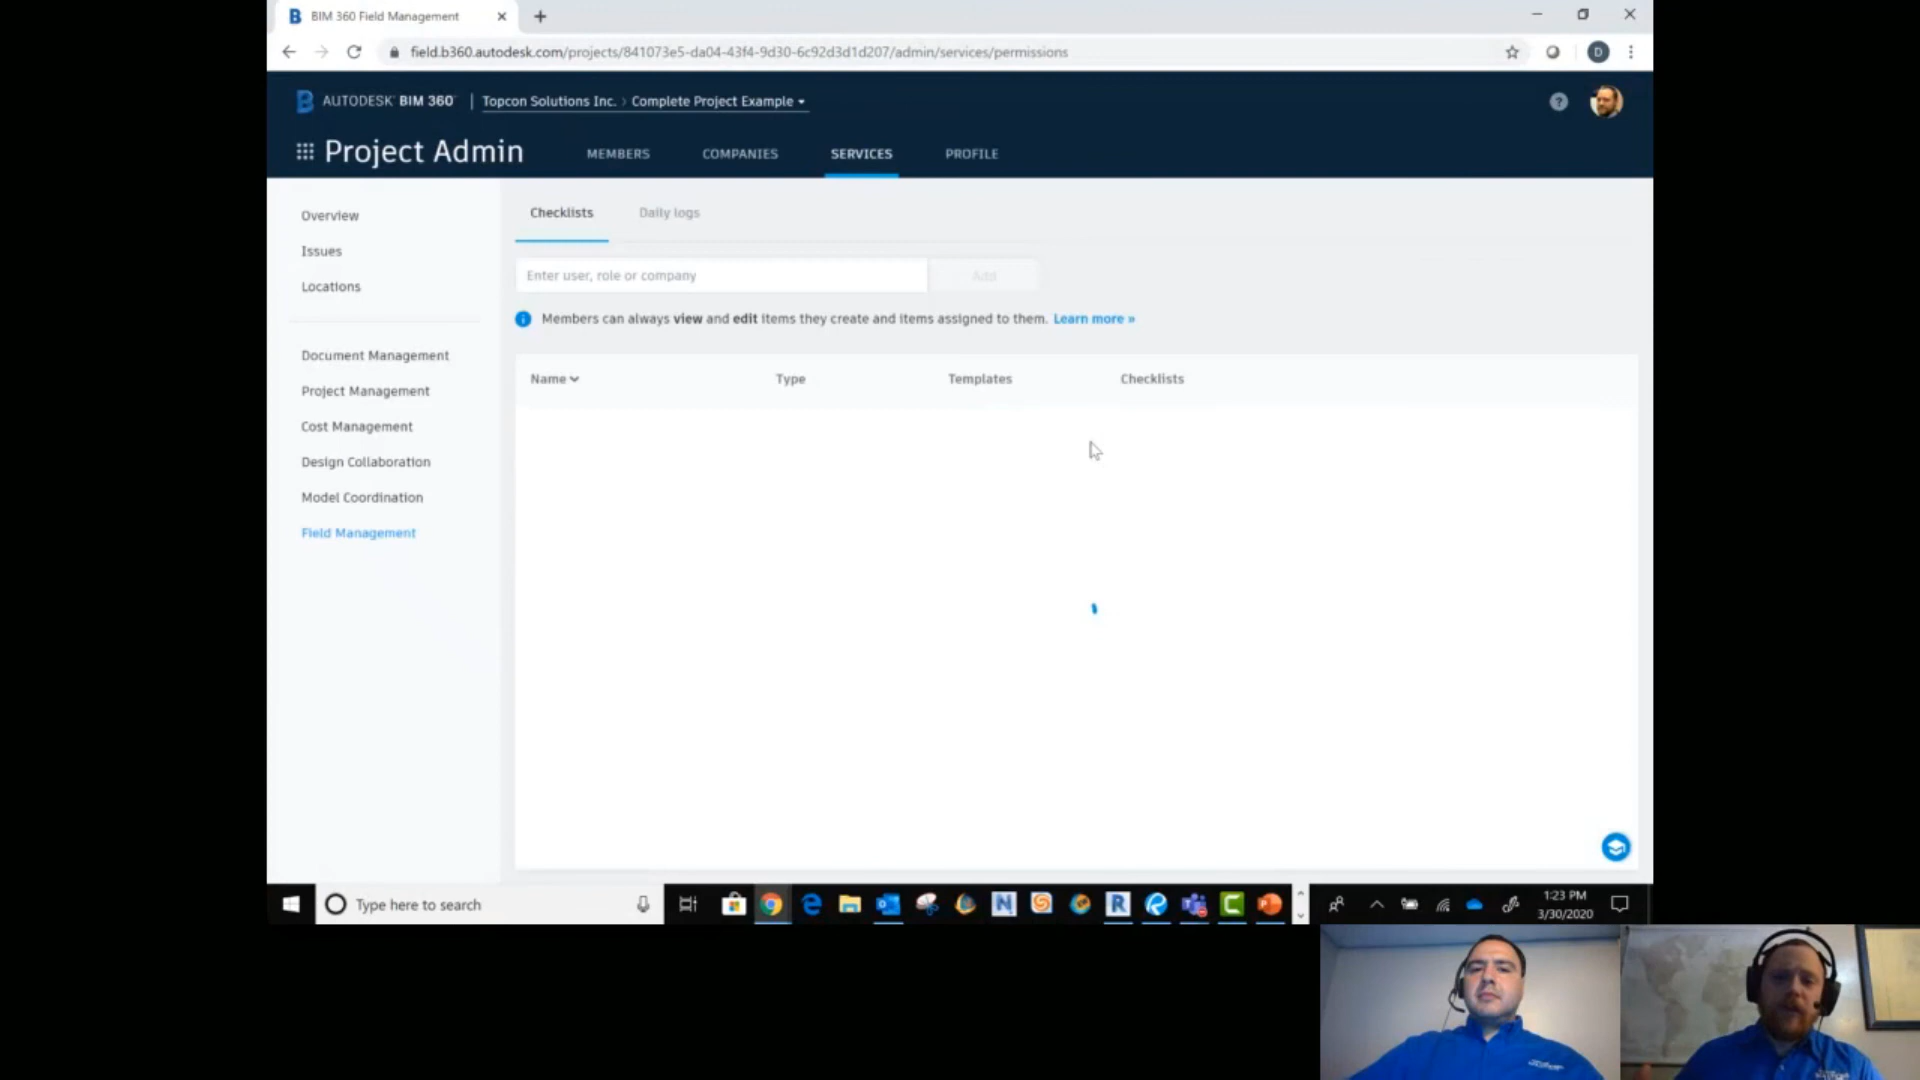 BIM 360 Field Management
field.b360.autodesk.com/projects/841073e5-da04-43f4-9d30-6c92d3d1d207/admin/services/permissions
D
AUTODESK BIM 360 | Topcon Solutions Inc. › Complete Project Example
Project Admin
MEMBERS COMPANIES SERVICES PROFILE
Overview
Issues
Locations
Document Management
Project Management
Cost Management
Design Collaboration
Model Coordination
Field Management
Checklists Daily logs
Enter user, role or company Add
Members can always view and edit items they create and items assigned to them. Learn more »
Name Type Templates Checklists
Type here to search
1:23 PM
3/30/2020